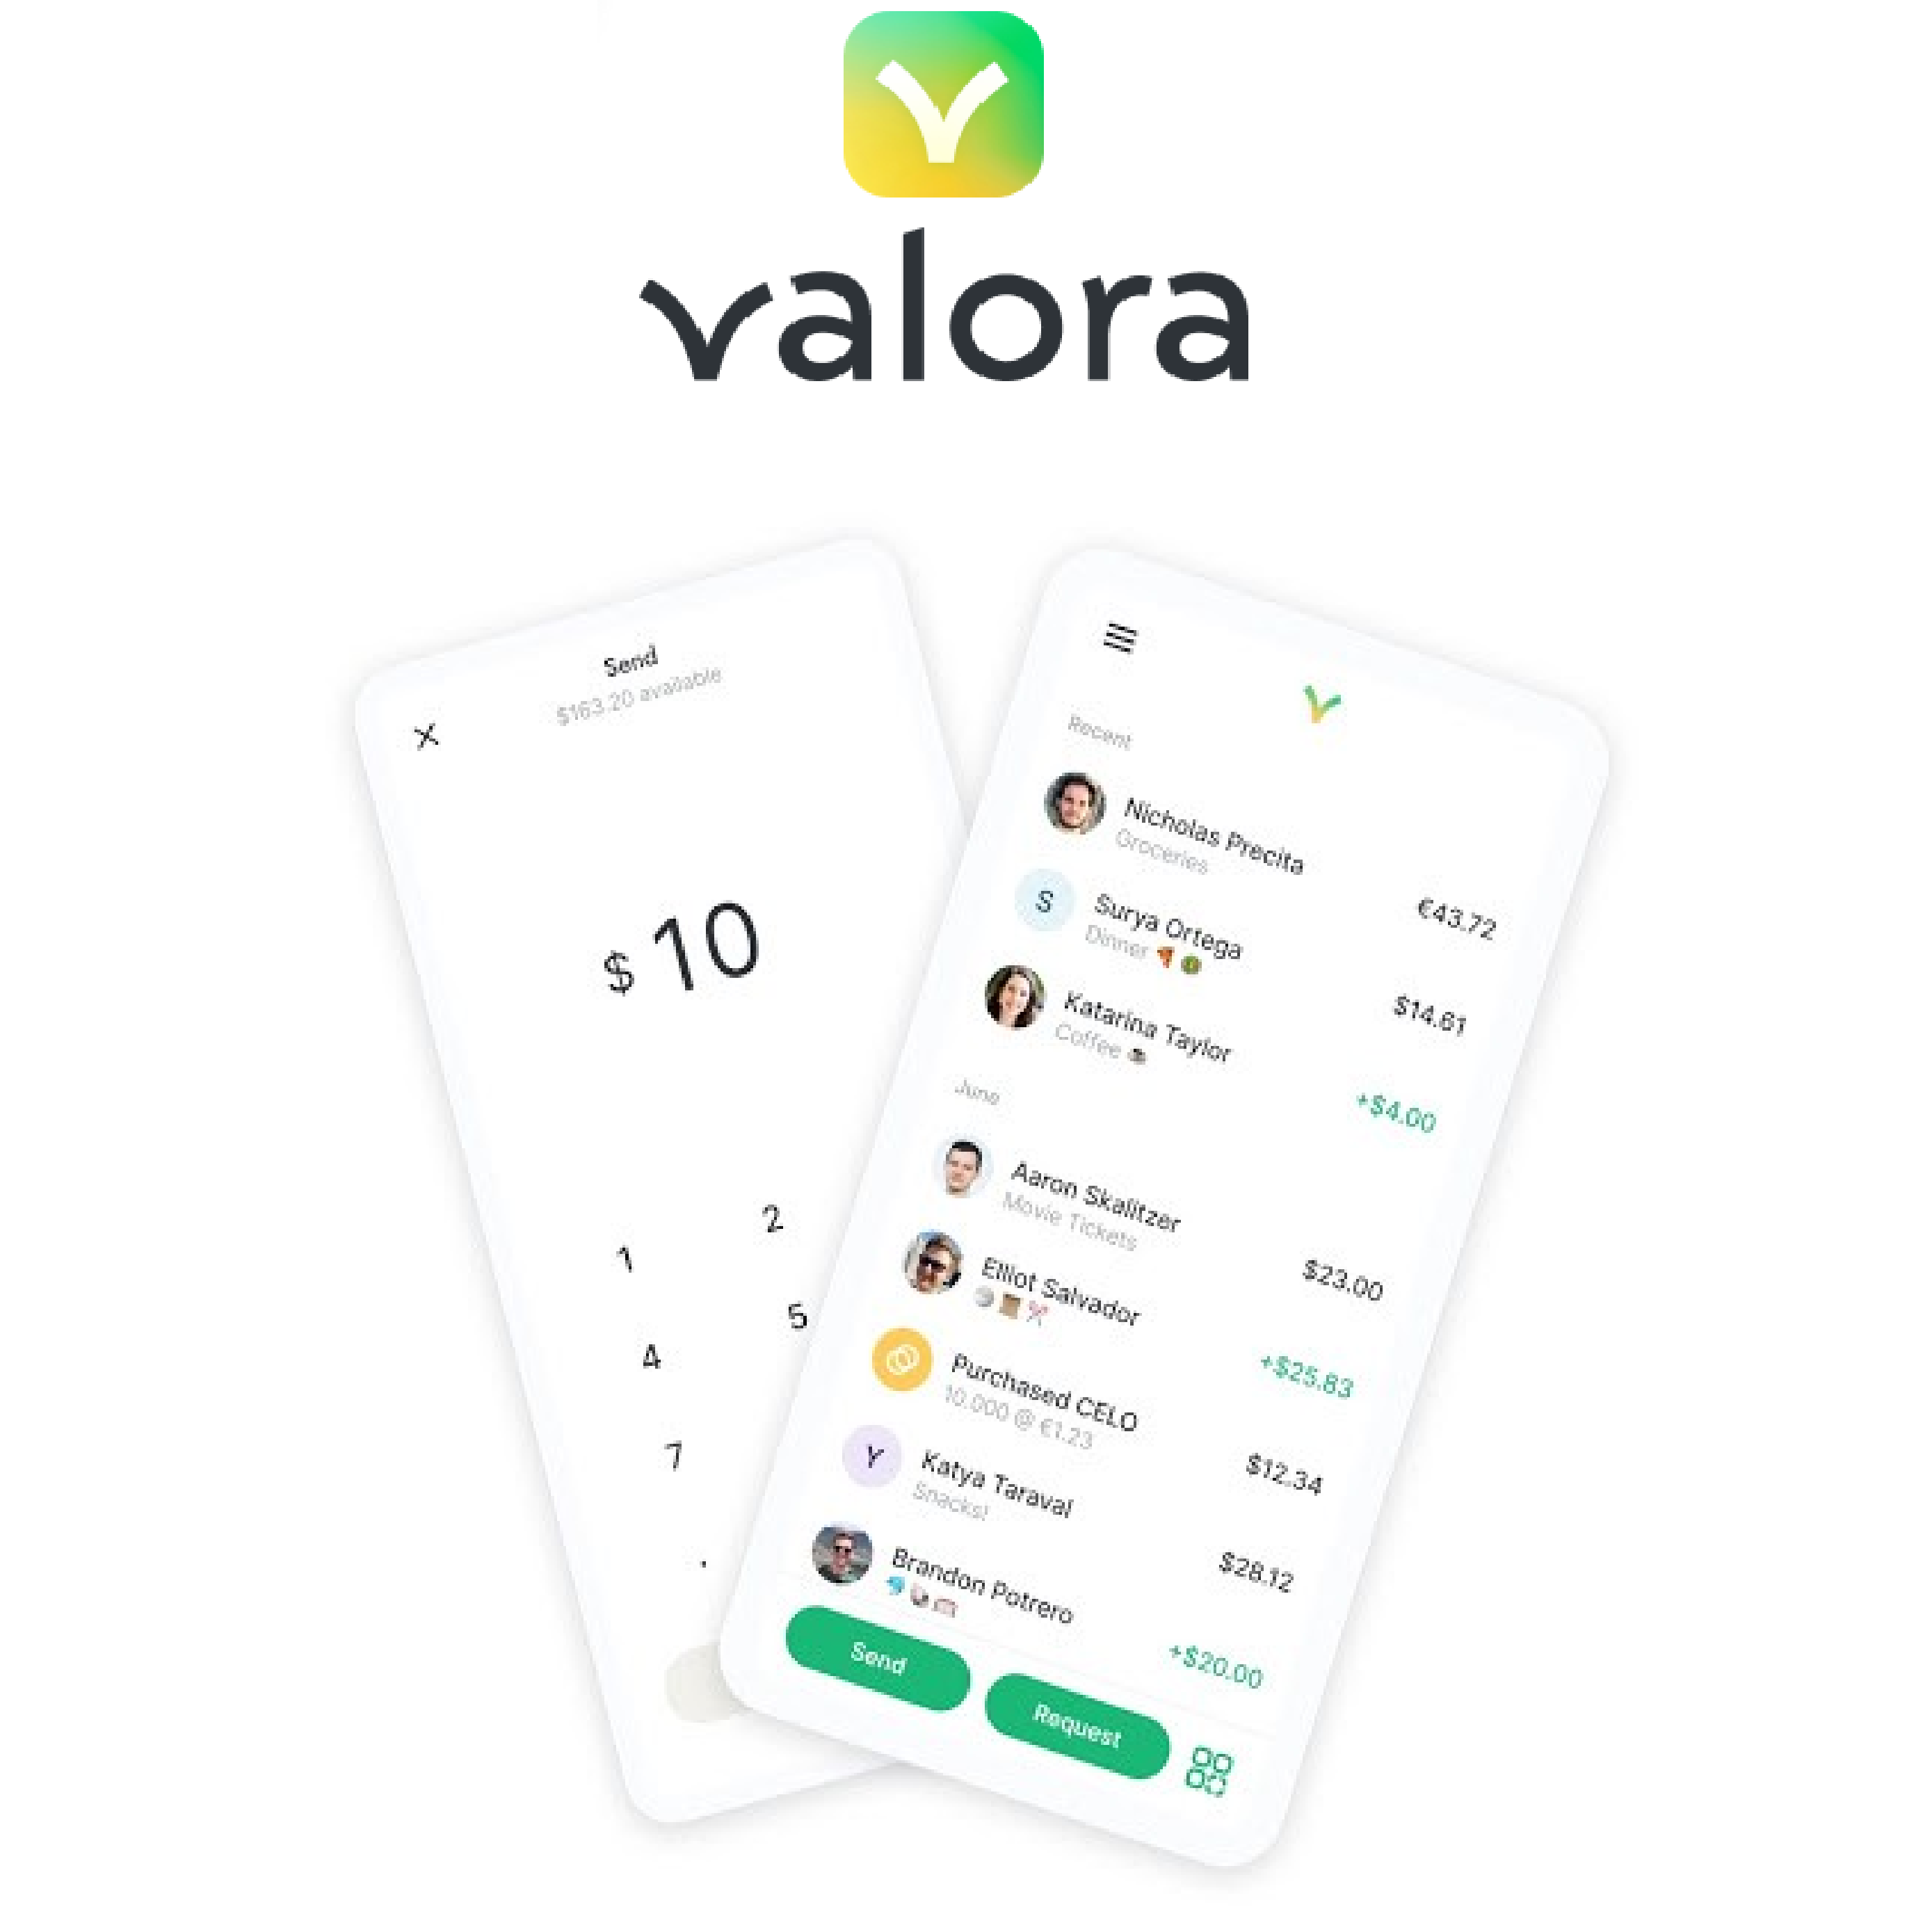 valora
Send
$163.20 available
$ 10
1 2
4 5
7
.
Recent
Nicholas Precita
Groceries
€43.72
S
Surya Ortega
Dinner
$14.61
Katarina Taylor
Coffee
+$4.00
June
Aaron Skalitzer
Movie Tickets
$23.00
Elliot Salvador
+$25.83
Purchased CELO
10.000 @ €1.23
$12.34
Y
Katya Taraval
Snacks!
$28.12
Brandon Potrero
+$20.00
Send
Request